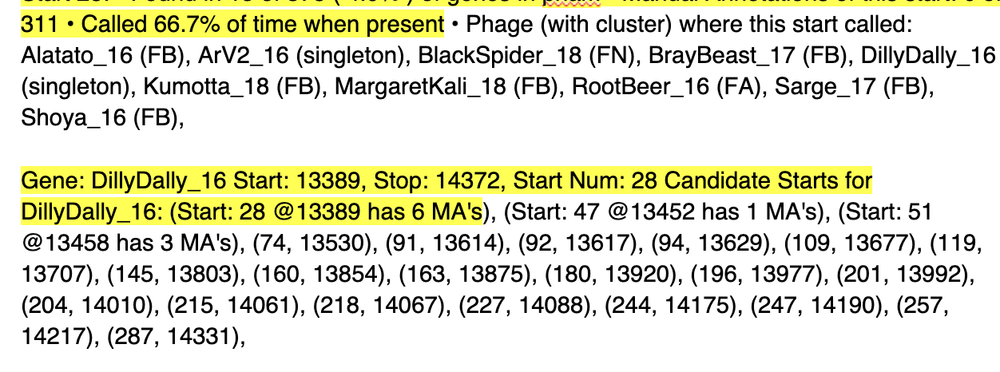 311 • Called 66.7% of time when present • Phage (with cluster) where this start called:
Alatato_16 (FB), ArV2_16 (singleton), BlackSpider_18 (FN), BrayBeast_17 (FB), DillyDally_16
(singleton), Kumotta_18 (FB), MargaretKali_18 (FB), RootBeer_16 (FA), Sarge_17 (FB),
Shoya_16 (FB),
Gene: DillyDally_16 Start: 13389, Stop: 14372, Start Num: 28 Candidate Starts for
DillyDally_16: (Start: 28 @13389 has 6 MA's), (Start: 47 @13452 has 1 MA's), (Start: 51
@13458 has 3 MA's), (74, 13530), (91, 13614), (92, 13617), (94, 13629), (109, 13677), (119,
13707), (145, 13803), (160, 13854), (163, 13875), (180, 13920), (196, 13977), (201, 13992),
(204, 14010), (215, 14061), (218, 14067), (227, 14088), (244, 14175), (247, 14190), (257,
14217), (287, 14331),